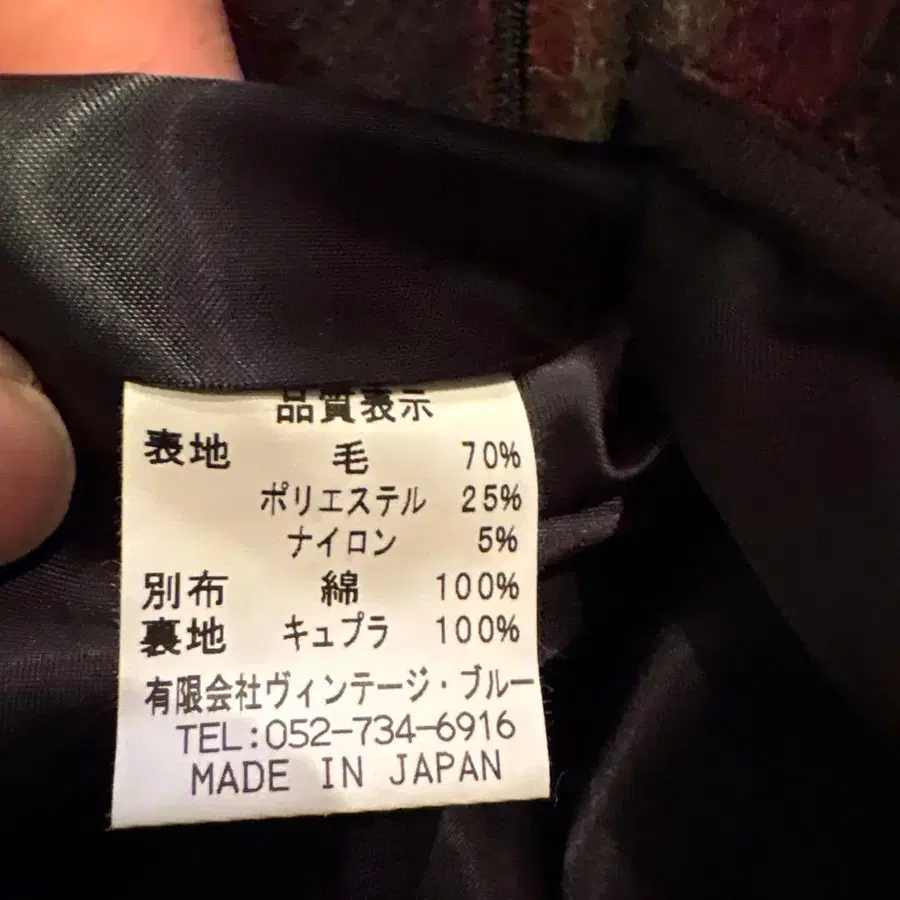 品質表示
表地 毛 70%
ポリエステル 25%
ナイロン 5%
別布 綿 100%
裏地 キュプラ 100%
有限会社ヴィンテージ・ブルー
TEL:052-734-6916
MADE IN JAPAN